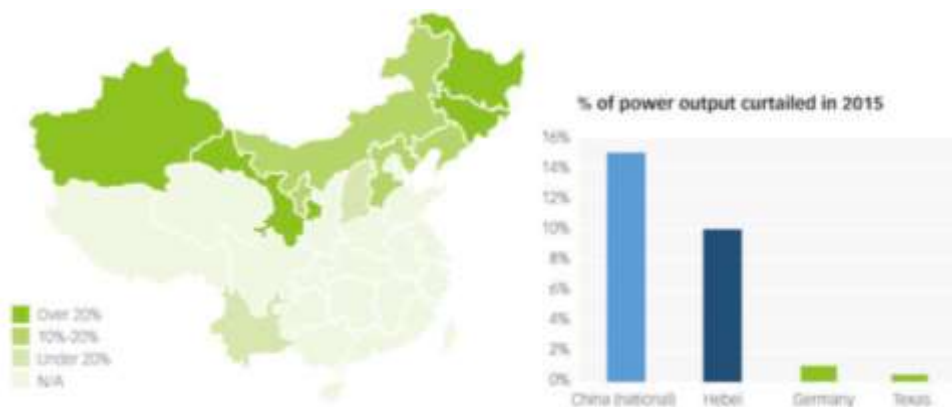 % of power output curtailed in 2015
16%
14%
12%
10%
8%
6%
4%
2%
0%
China (national)
Hebei
Germany
Texas
Over 20%
10%-20%
Under 20%
N/A